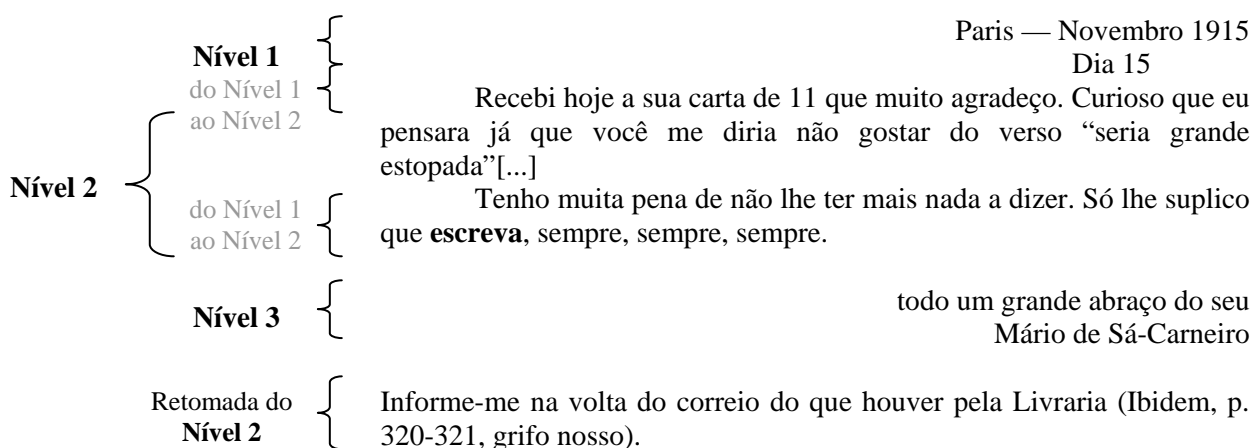 Paris — Novembro 1915
Nível 1
Dia 15
do Nível 1
ao Nível 2
Recebi hoje a sua carta de 11 que muito agradeço. Curioso que eu
pensara já que você me diria não gostar do verso “seria grande
estopada”[...]
Nível 2
do Nível 1
ao Nível 2
Tenho muita pena de não lhe ter mais nada a dizer. Só lhe suplico
que escreva, sempre, sempre, sempre.
Nível 3
todo um grande abraço do seu
Mário de Sá-Carneiro
Retomada do
Nível 2
Informe-me na volta do correio do que houver pela Livraria (Ibidem, p.
320-321, grifo nosso).